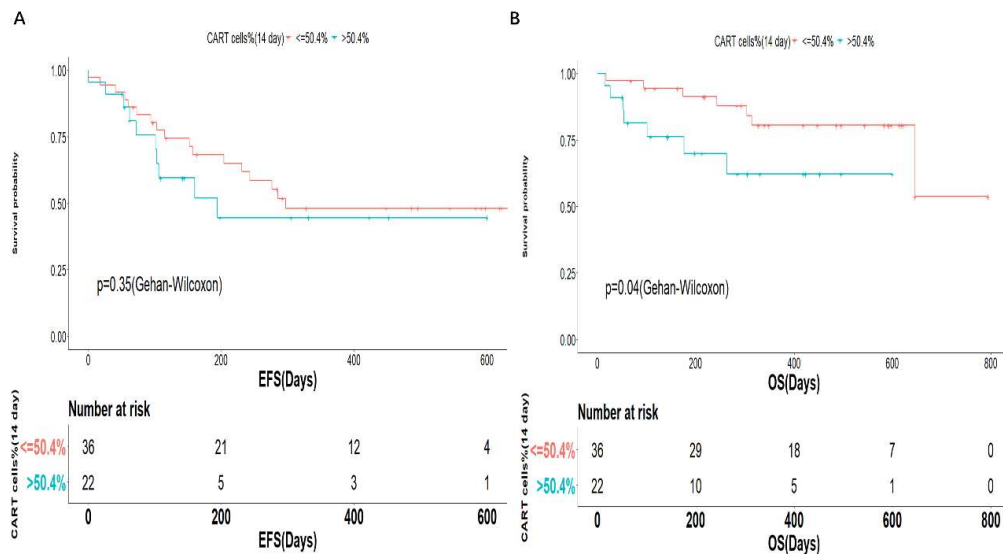 A
CART cells%(14 day) <=50.4% >50.4%
Survival probability
1.00
0.75
0.50
0.25
0.00
p=0.35(Gehan-Wilcoxon)
0 200 400 600
EFS(Days)
Number at risk
CART cells%(14 day)
<=50.4% 36 21 12 4
>50.4% 22 5 3 1
0 200 400 600
EFS(Days)
B
CART cells%(14 day) <=50.4% >50.4%
Survival probability
1.00
0.75
0.50
0.25
0.00
p=0.04(Gehan-Wilcoxon)
0 200 400 600 800
OS(Days)
Number at risk
CART cells%(14 day)
<=50.4% 36 29 18 7 0
>50.4% 22 10 5 1 0
0 200 400 600 800
OS(Days)